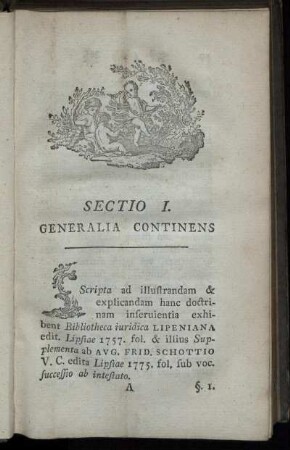 SECTIO I.
GENERALIA CONTINENS
Scripta ad illustrandam &
explicandam hanc doctri-
nam inservientia exhi-
bent Bibliotheca iuridica LIPENIANA
edit. Lipsiae 1757. fol. & illius Sup-
plementa ab AVG. FRID. SCHOTTIO
V. C. edita Lipsiae 1775. fol. sub voc.
successio ab intestato.
A §. 1.